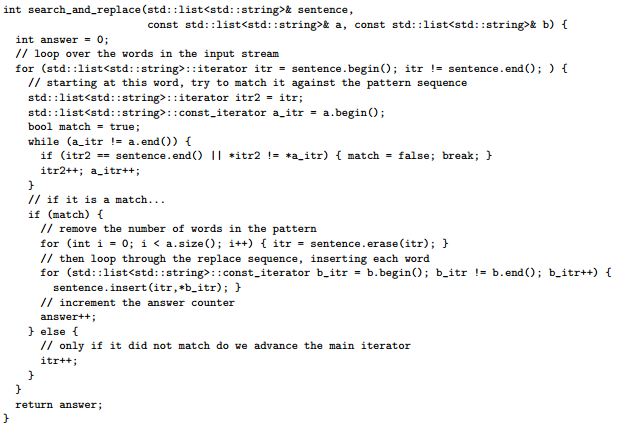 int search_and_replace(std::list<std::string>& sentence,
                       const std::list<std::string>& a, const std::list<std::string>& b) {
  int answer = 0;
  // loop over the words in the input stream
  for (std::list<std::string>::iterator itr = sentence.begin(); itr != sentence.end(); ) {
    // starting at this word, try to match it against the pattern sequence
    std::list<std::string>::iterator itr2 = itr;
    std::list<std::string>::const_iterator a_itr = a.begin();
    bool match = true;
    while (a_itr != a.end()) {
      if (itr2 == sentence.end() || *itr2 != *a_itr) { match = false; break; }
      itr2++; a_itr++;
    }
    // if it is a match...
    if (match) {
      // remove the number of words in the pattern
      for (int i = 0; i < a.size(); i++) { itr = sentence.erase(itr); }
      // then loop through the replace sequence, inserting each word
      for (std::list<std::string>::const_iterator b_itr = b.begin(); b_itr != b.end(); b_itr++) {
        sentence.insert(itr,*b_itr); }
      // increment the answer counter
      answer++;
    } else {
      // only if it did not match do we advance the main iterator
      itr++;
    }
  }
  return answer;
}